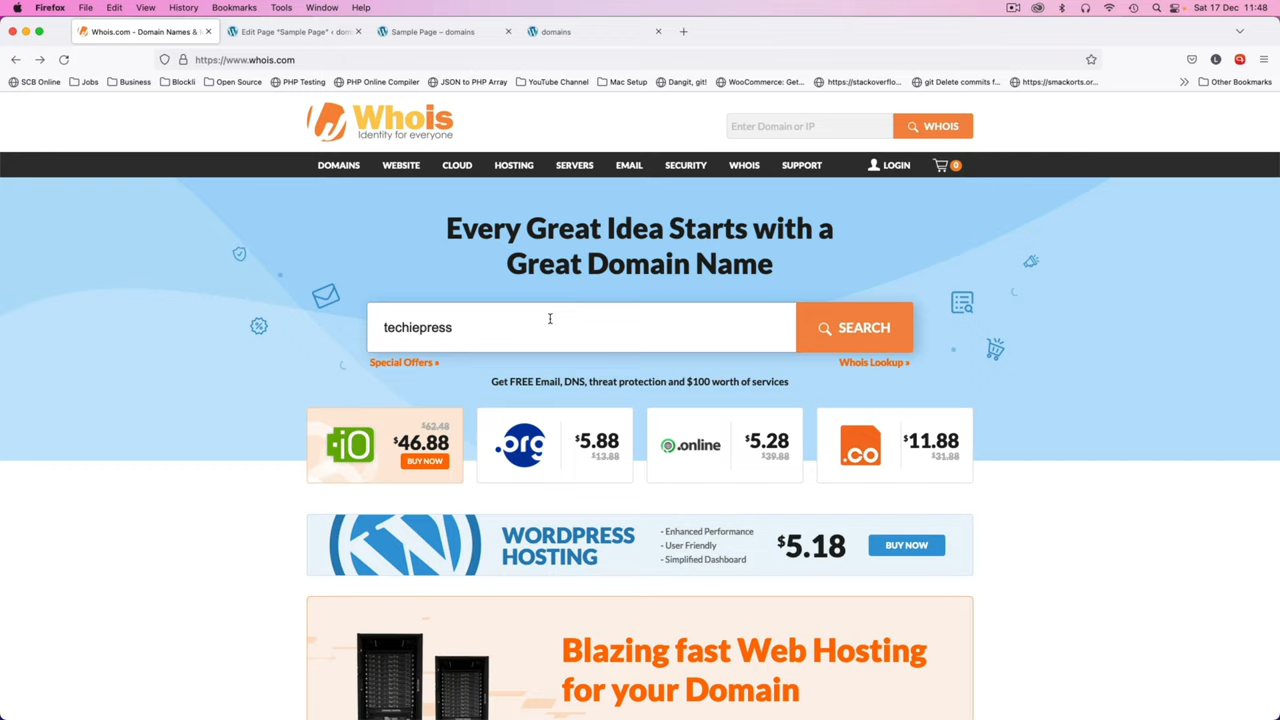 Firefox File Edit View History Bookmarks Tools Window Help Sat 17 Dec 11:48
Whois.com - Domain Names & I Edit Page "Sample Page" ‹ dom Sample Page – domains domains
https://www.whois.com
SCB Online Jobs Business Blockli Open Source PHP Testing PHP Online Compiler JSON to PHP Array YouTube Channel Mac Setup Dangit, git! WooCommerce: Get... https://stackoverflo... git Delete commits f... https://smackorts.or... Other Bookmarks
Whois
Identity for everyone
Enter Domain or IP WHOIS
DOMAINS WEBSITE CLOUD HOSTING SERVERS EMAIL SECURITY WHOIS SUPPORT LOGIN 0
Every Great Idea Starts with a
Great Domain Name
techiepress SEARCH
Special Offers » Whois Lookup »
Get FREE Email, DNS, threat protection and $100 worth of services
.iO $62.48 $46.88 BUY NOW
.org $5.88 $13.88
.online $5.28 $39.88
.co $11.88 $31.88
WORDPRESS
HOSTING
- Enhanced Performance
- User Friendly
- Simplified Dashboard
$5.18 BUY NOW
Blazing fast Web Hosting
for your Domain